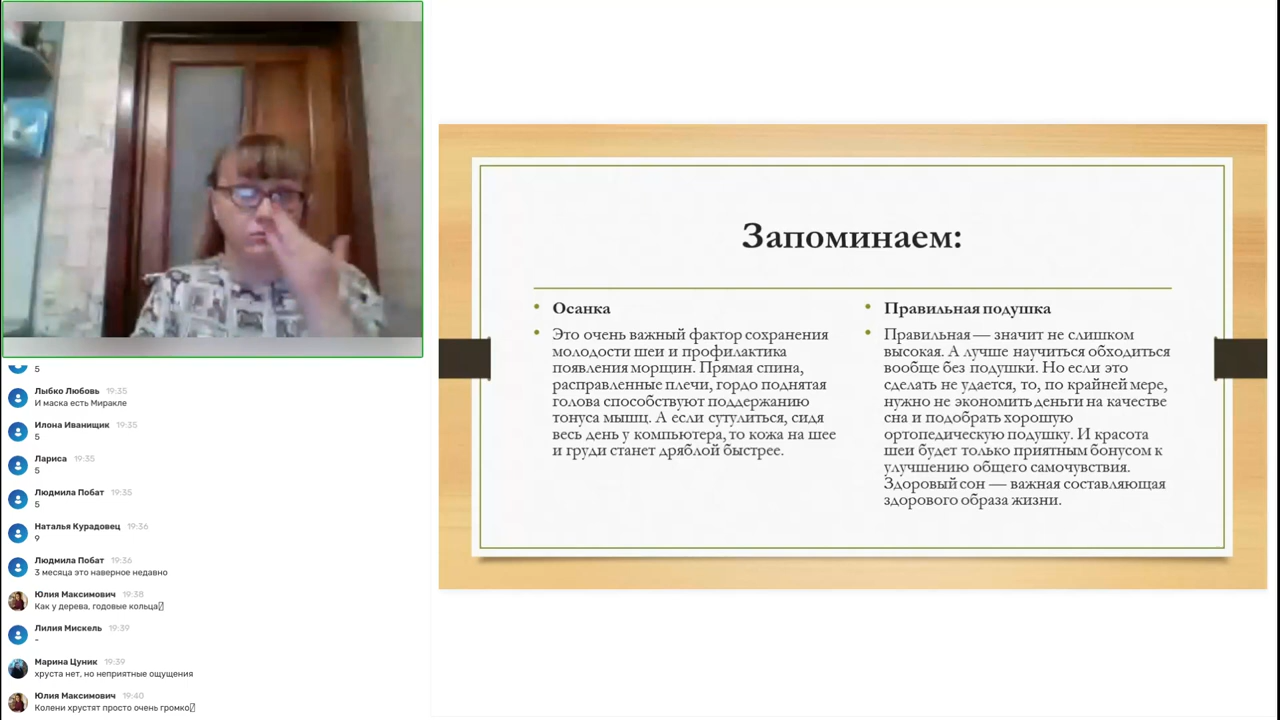 5
Лыбко Любовь 19:35
И маска есть Миракле
Илона Иванищик 19:35
5
Лариса 19:35
5
Людмила Побат 19:35
5
Наталья Курадовец 19:36
9
Людмила Побат 19:36
3 месяца это наверное недавно
Юлия Максимович 19:38
Как у дерева, годовые кольца
Лилия Мискель 19:39
-
Марина Цуник 19:39
хруста нет, но неприятные ощущения
Юлия Максимович 19:40
Колени хрустят просто очень громко
Запоминаем:
• Осанка
• Это очень важный фактор сохранения
молодости шеи и профилактика
появления морщин. Прямая спина,
расправленные плечи, гордо поднятая
голова способствуют поддержанию
тонуса мышц. А если сутулиться, сидя
весь день у компьютера, то кожа на шее
и груди станет дряблой быстрее.
• Правильная подушка
• Правильная — значит не слишком
высокая. А лучше научиться обходиться
вообще без подушки. Но если это
сделать не удается, то, по крайней мере,
нужно не экономить деньги на качестве
сна и подобрать хорошую
ортопедическую подушку. И красота
шеи будет только приятным бонусом к
улучшению общего самочувствия.
Здоровый сон — важная составляющая
здорового образа жизни.